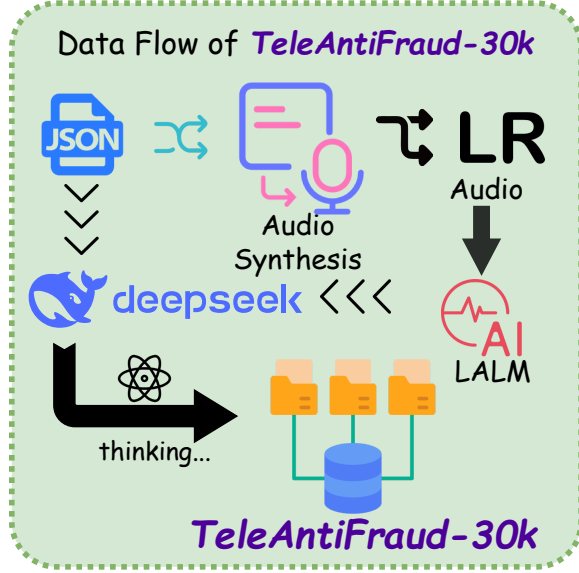 Data Flow of TeleAntiFraud-30k
JSON
LR
Audio
Audio
Synthesis
deepseek
AI
LALM
thinking...
TeleAntiFraud-30k